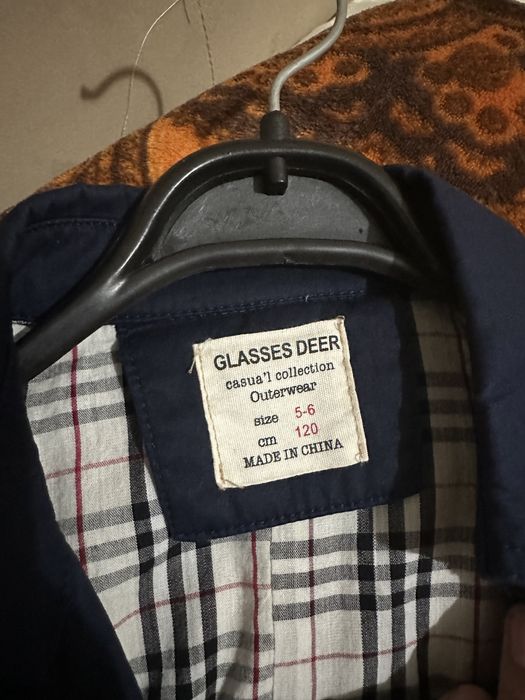 GLASSES DEER
casua'l collection
Outerwear
size 5-6
cm 120
MADE IN CHINA